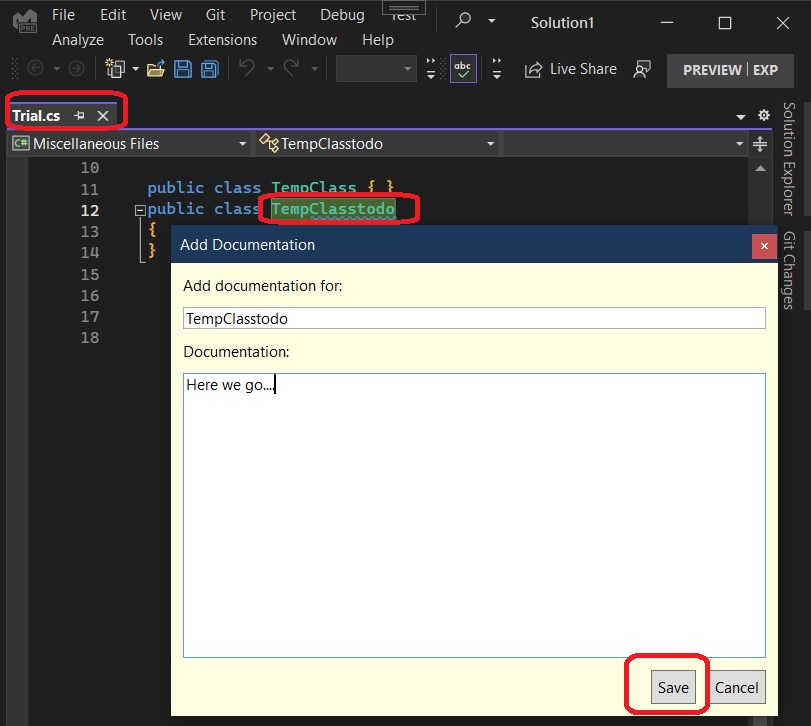 File Edit View Git Project Debug Test Solution1
Analyze Tools Extensions Window Help
PRE
abc Live Share PREVIEW EXP
Trial.cs
C# Miscellaneous Files TempClasstodo
10
11 public class TempClass { }
12 public class TempClasstodo
13 {
14 }
15
16
17
18
Solution Explorer
Git Changes
Add Documentation
Add documentation for:
TempClasstodo
Documentation:
Here we go....
Save Cancel